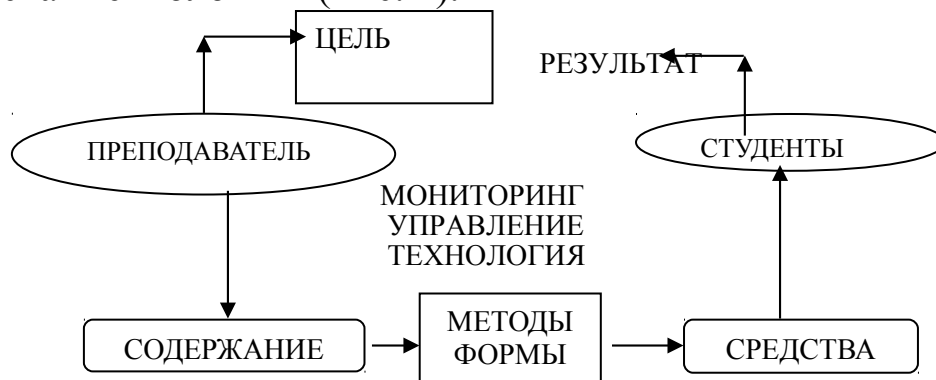 ЦЕЛЬ
РЕЗУЛЬТАТ
ПРЕПОДАВАТЕЛЬ
СТУДЕНТЫ
МОНИТОРИНГ
УПРАВЛЕНИЕ
ТЕХНОЛОГИЯ
СОДЕРЖАНИЕ
МЕТОДЫ
ФОРМЫ
СРЕДСТВА